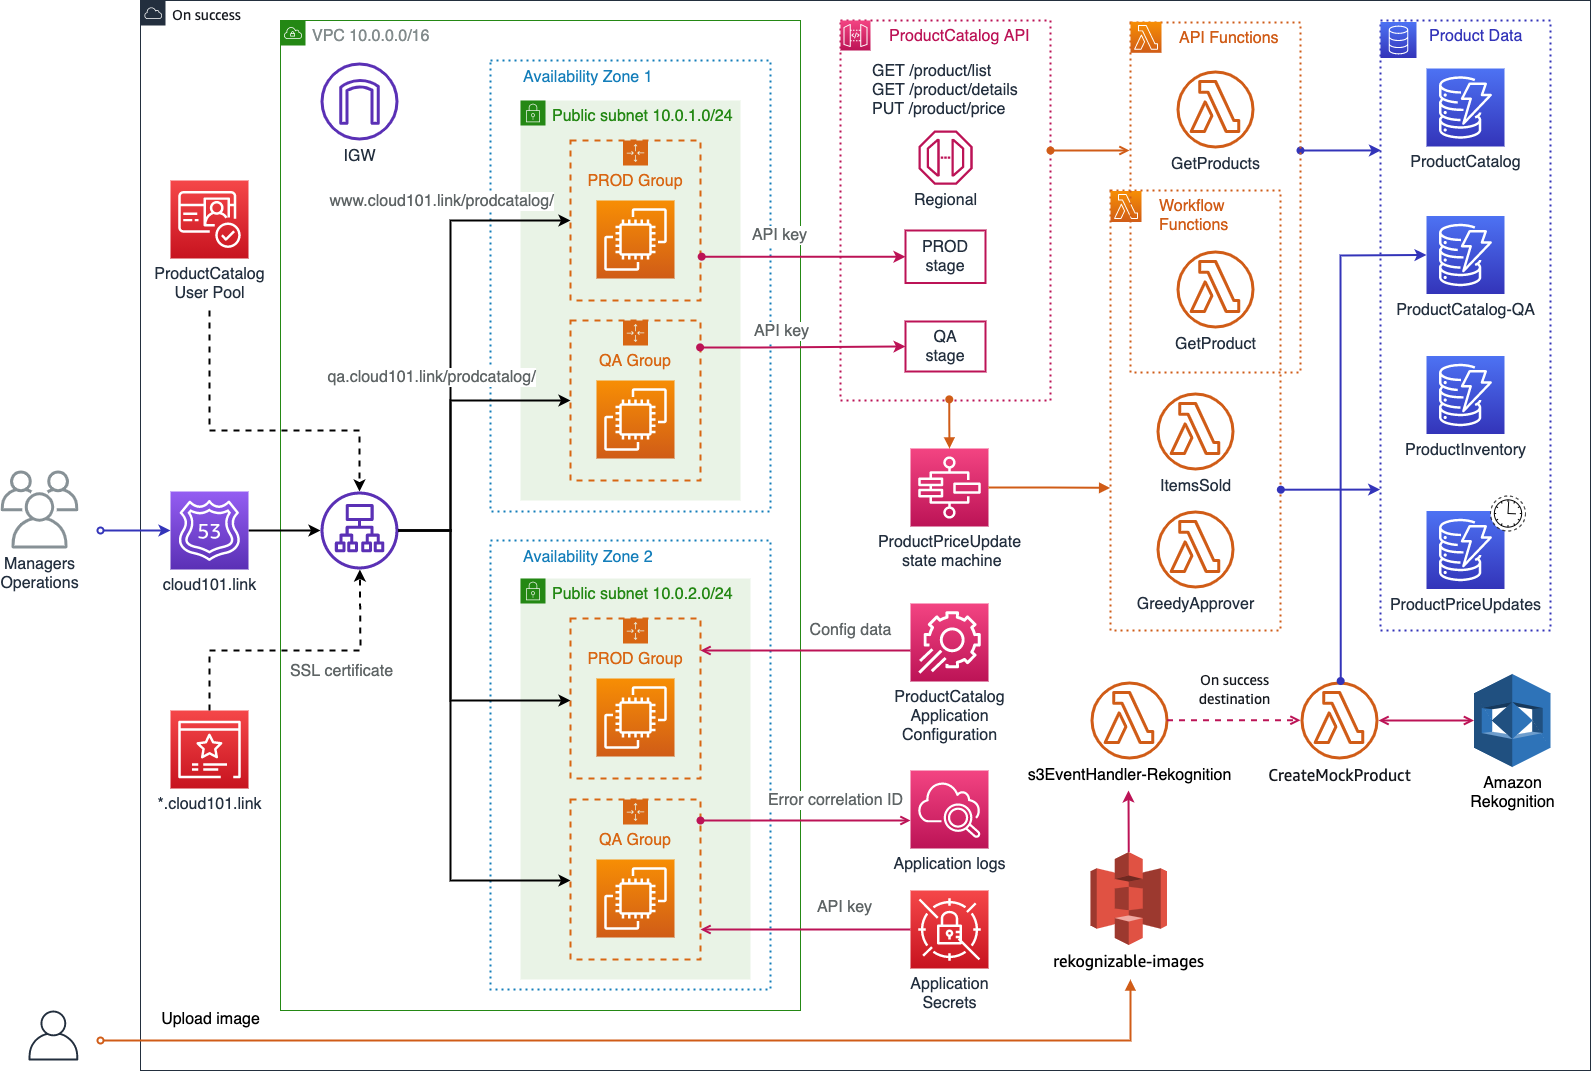 On success
VPC 10.0.0.0/16
IGW
Availability Zone 1
Public subnet 10.0.1.0/24
PROD Group
www.cloud101.link/prodcatalog/
QA Group
qa.cloud101.link/prodcatalog/
ProductCatalog
User Pool
Managers
Operations
53
cloud101.link
SSL certificate
*.cloud101.link
Availability Zone 2
Public subnet 10.0.2.0/24
PROD Group
QA Group
API key
API key
ProductCatalog API
GET /product/list
GET /product/details
PUT /product/price
Regional
PROD
stage
QA
stage
ProductPriceUpdate
state machine
Config data
ProductCatalog
Application
Configuration
Error correlation ID
Application logs
API key
Application
Secrets
API Functions
GetProducts
Workflow
Functions
GetProduct
ItemsSold
GreedyApprover
Product Data
ProductCatalog
ProductCatalog-QA
ProductInventory
ProductPriceUpdates
On success
destination
s3EventHandler-Rekognition
CreateMockProduct
Amazon
Rekognition
rekognizable-images
Upload image